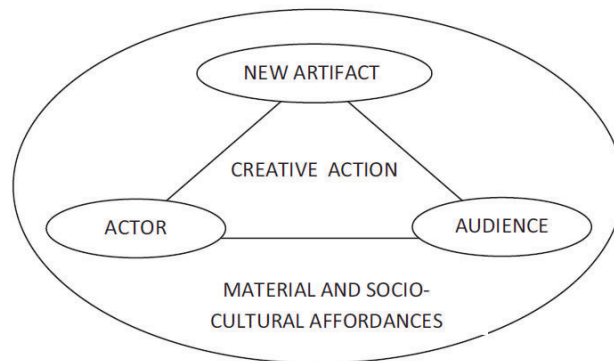 NEW ARTIFACT
CREATIVE ACTION
ACTOR
AUDIENCE
MATERIAL AND SOCIO-
CULTURAL AFFORDANCES